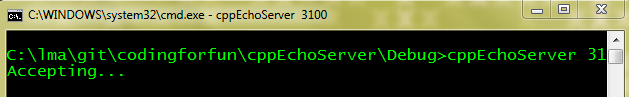 C:\WINDOWS\system32\cmd.exe - cppEchoServer 3100
C:\lma\git\codingforfun\cppEchoServer\Debug>cppEchoServer 31
Accepting...